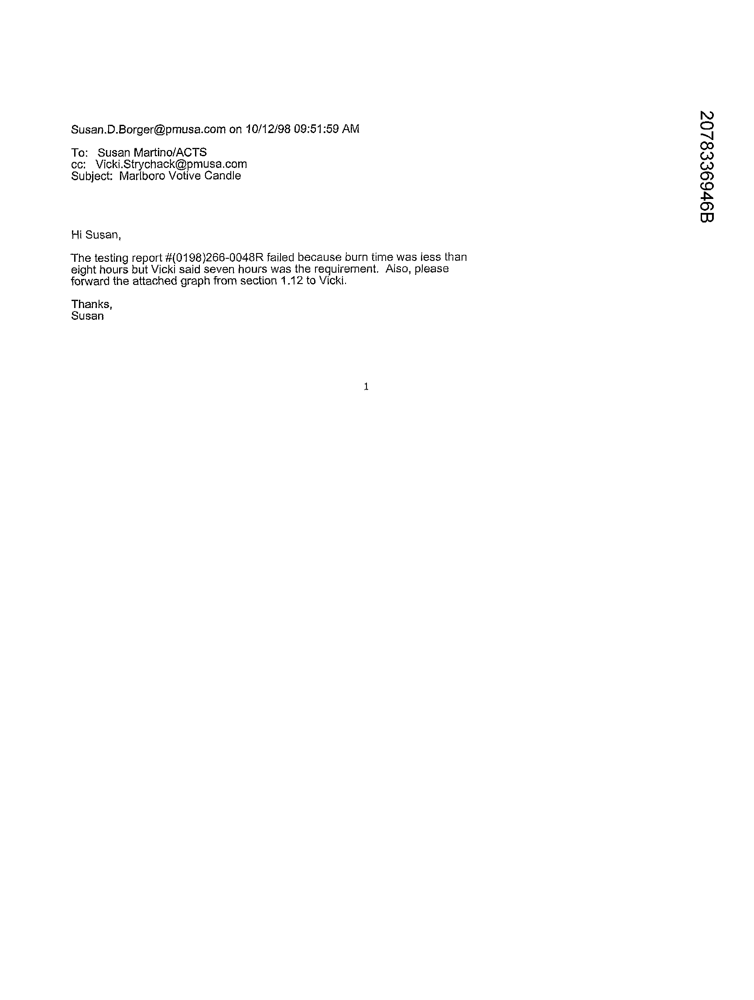 Susan.D.Borger@pmusa.com on 10/12/98 09:51:59 AM
To: Susan Martino/ACTS
cc: Vicki.Strychack@pmusa.com
Subject: Marlboro Votive Candle
Hi Susan,
The testing report #(0198)266-0048R failed because burn time was less than
eight hours but Vicki said seven hours was the requirement. Also, please
forward the attached graph from section 1.12 to Vicki.
Thanks,
Susan
1
2078336946B